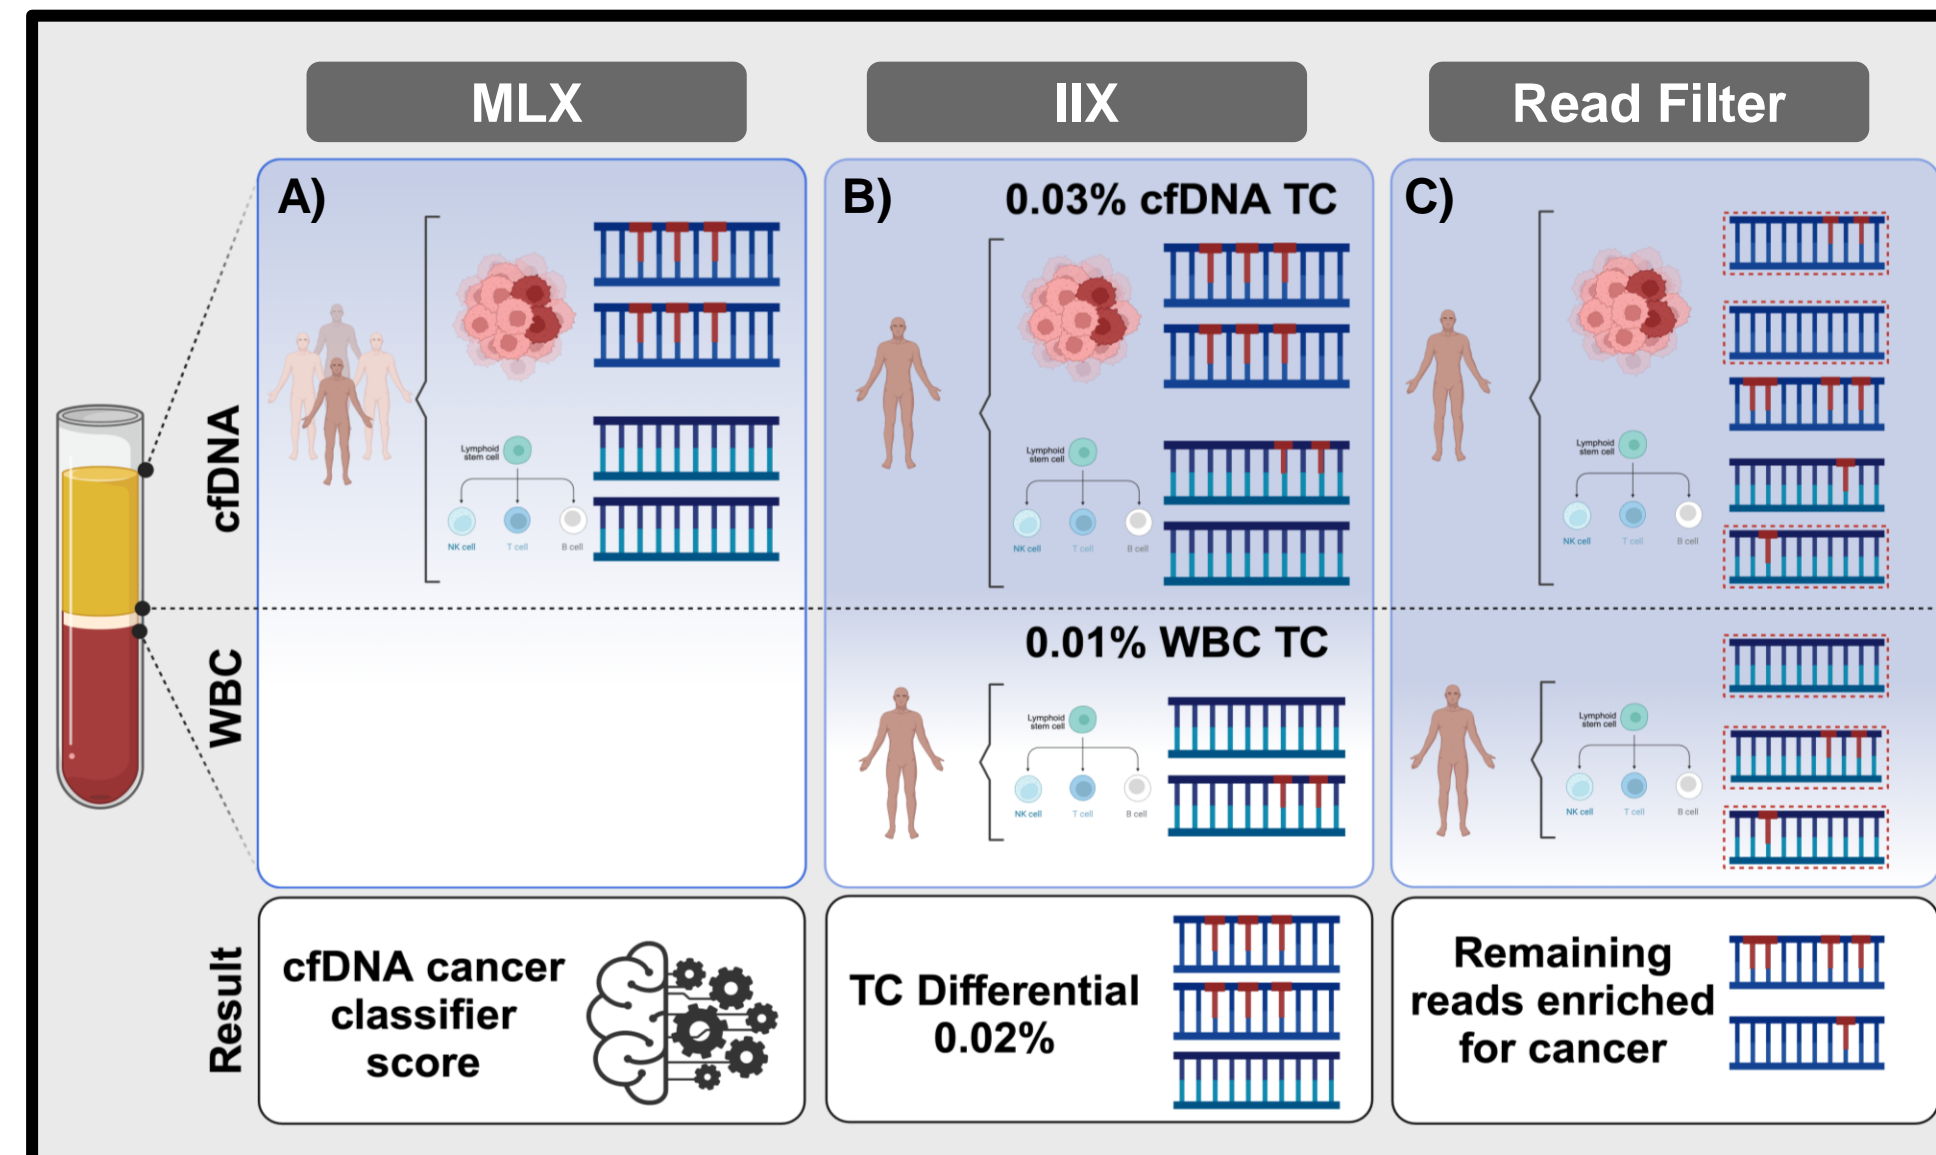 MLX
IIX
Read Filter
cfDNA
WBC
Result
A)
Lymphoid
stem cell
NK cell
T cell
B cell
B)
0.03% cfDNA TC
Lymphoid
stem cell
NK cell
T cell
B cell
0.01% WBC TC
Lymphoid
stem cell
NK cell
T cell
B cell
C)
Lymphoid
stem cell
NK cell
T cell
B cell
Lymphoid
stem cell
NK cell
T cell
B cell
cfDNA cancer
classifier
score
TC Differential
0.02%
Remaining
reads enriched
for cancer